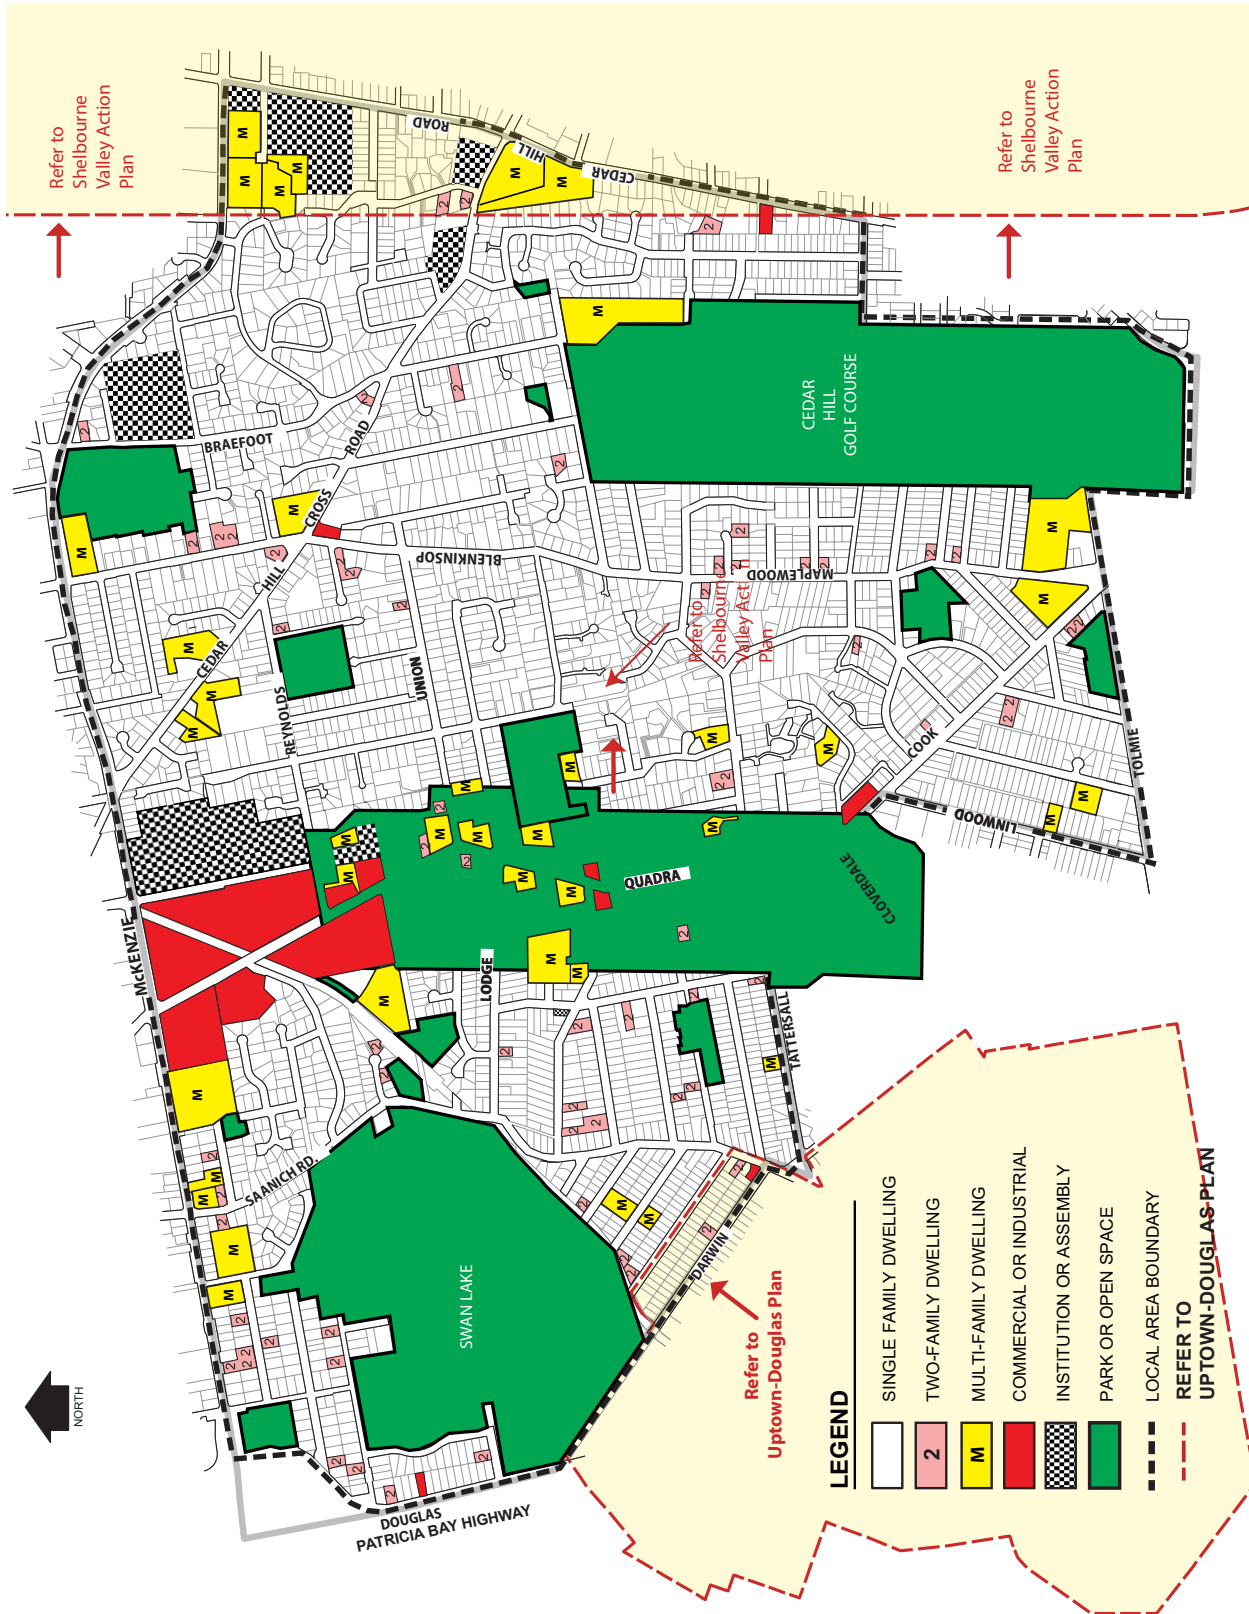 Refer to
Shelbourne
Valley Action
Plan
Refer to
Shelbourne
Valley Action
Plan
Refer to
Shelbourne
Valley Action
Plan
ROAD
HILL
CEDAR
BRAEFOOT
ROAD
CROSS
HILL
CEDAR
BLENKINSOP
MAPLEWOOD
UNION
REYNOLDS
CEDAR
HILL
GOLF COURSE
COOK
TOLMIE
LINWOOD
CLOVERDALE
QUADRA
MCKENZIE
LODGE
TATTERSALL
SAANICH RD.
SWAN LAKE
DARWIN
DOUGLAS
PATRICIA BAY HIGHWAY
NORTH
Refer to
Uptown-Douglas Plan
LEGEND
SINGLE FAMILY DWELLING
2 TWO-FAMILY DWELLING
M MULTI-FAMILY DWELLING
COMMERCIAL OR INDUSTRIAL
INSTITUTION OR ASSEMBLY
PARK OR OPEN SPACE
LOCAL AREA BOUNDARY
REFER TO
UPTOWN-DOUGLAS PLAN